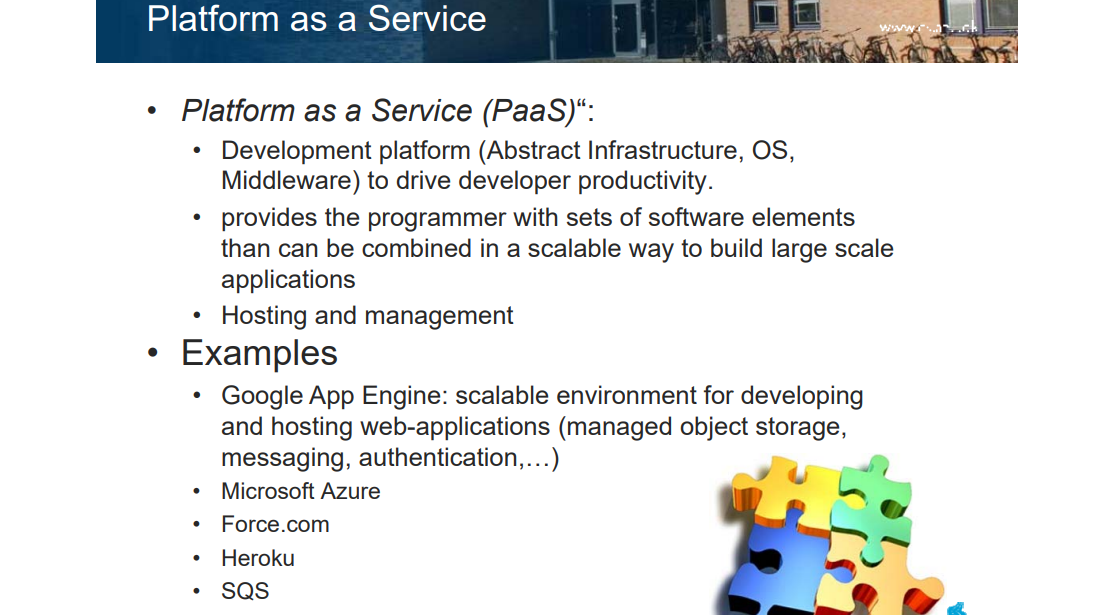 Platform as a Service
• Platform as a Service (PaaS)“:
• Development platform (Abstract Infrastructure, OS,
Middleware) to drive developer productivity.
• provides the programmer with sets of software elements
than can be combined in a scalable way to build large scale
applications
• Hosting and management
• Examples
• Google App Engine: scalable environment for developing
and hosting web-applications (managed object storage,
messaging, authentication,…)
• Microsoft Azure
• Force.com
• Heroku
• SQS